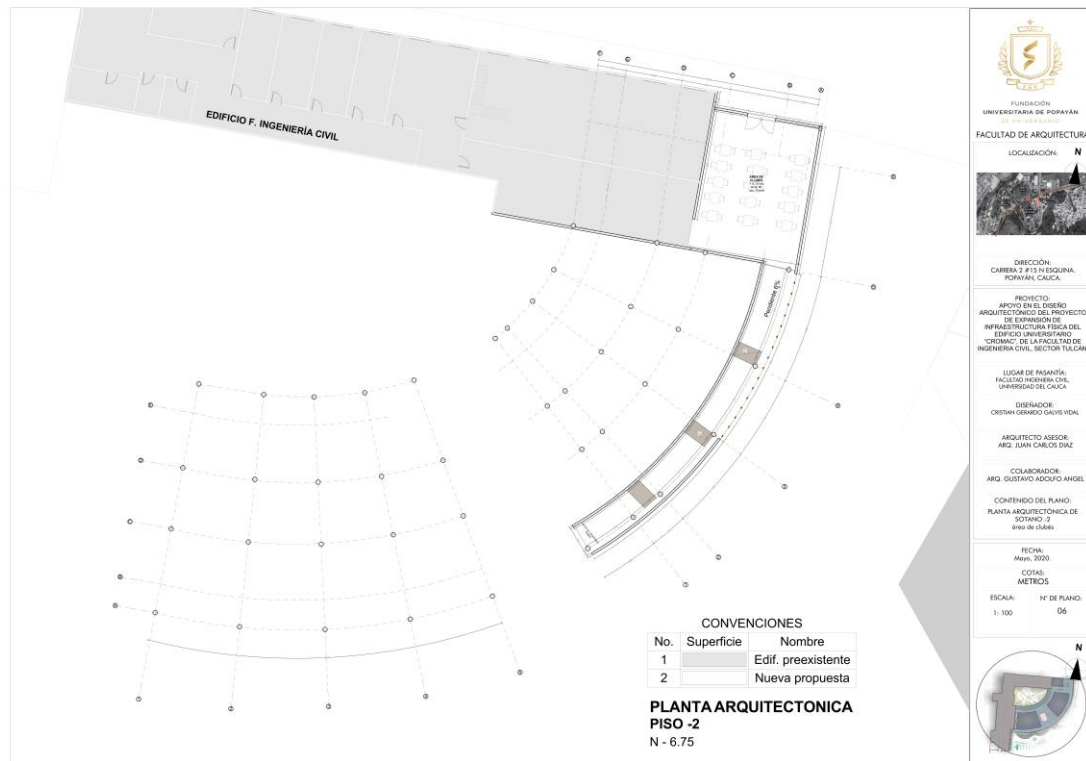 EDIFICIO F. INGENIERÍA CIVIL
ÁREA DE
CLUBÉS
Pendiente 6%
CONVENCIONES
No. Superficie Nombre
1 Edif. preexistente
2 Nueva propuesta
PLANTA ARQUITECTONICA
PISO -2
N - 6.75
FUP
FUNDACIÓN
UNIVERSITARIA DE POPAYÁN
FACULTAD DE ARQUITECTURA
LOCALIZACIÓN: N
DIRECCIÓN:
CARRERA 2 #15 N ESQUINA.
POPAYÁN, CAUCA.
PROYECTO:
APOYO EN EL DISEÑO
ARQUITECTÓNICO DEL PROYECTO
DE EXPANSIÓN DE
INFRAESTRUCTURA FÍSICA DEL
EDIFICIO UNIVERSITARIO
"CROMAC", DE LA FACULTAD DE
INGENIERIA CIVIL, SECTOR TULCÁN
LUGAR DE PASANTÍA:
FACULTAD INGENIERA CIVIL,
UNIVERSIDAD DEL CAUCA
DISEÑADOR:
CRISTIAN GERARDO GALVIS VIDAL
ARQUITECTO ASESOR:
ARQ. JUAN CARLOS DIAZ
COLABORADOR:
ARQ. GUSTAVO ADOLFO ANGEL
CONTENIDO DEL PLANO:
PLANTA ARQUITECTÓNICA DE
SOTANO -2
área de clubés
FECHA:
Mayo, 2020.
COTAS:
METROS
ESCALA: N° DE PLANO:
1: 100 06
N